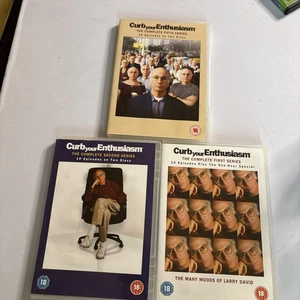 Curb your Enthusiasm
THE COMPLETE FIFTH SERIES
10 Episodes on Two Discs
15
Curb your Enthusiasm
THE COMPLETE SECOND SERIES
10 Episodes on Two Discs
18
18
Curb your Enthusiasm
THE COMPLETE FIRST SERIES
10 Episodes Plus The One-Hour Special
THE MANY MOODS OF LARRY DAVID
18
18